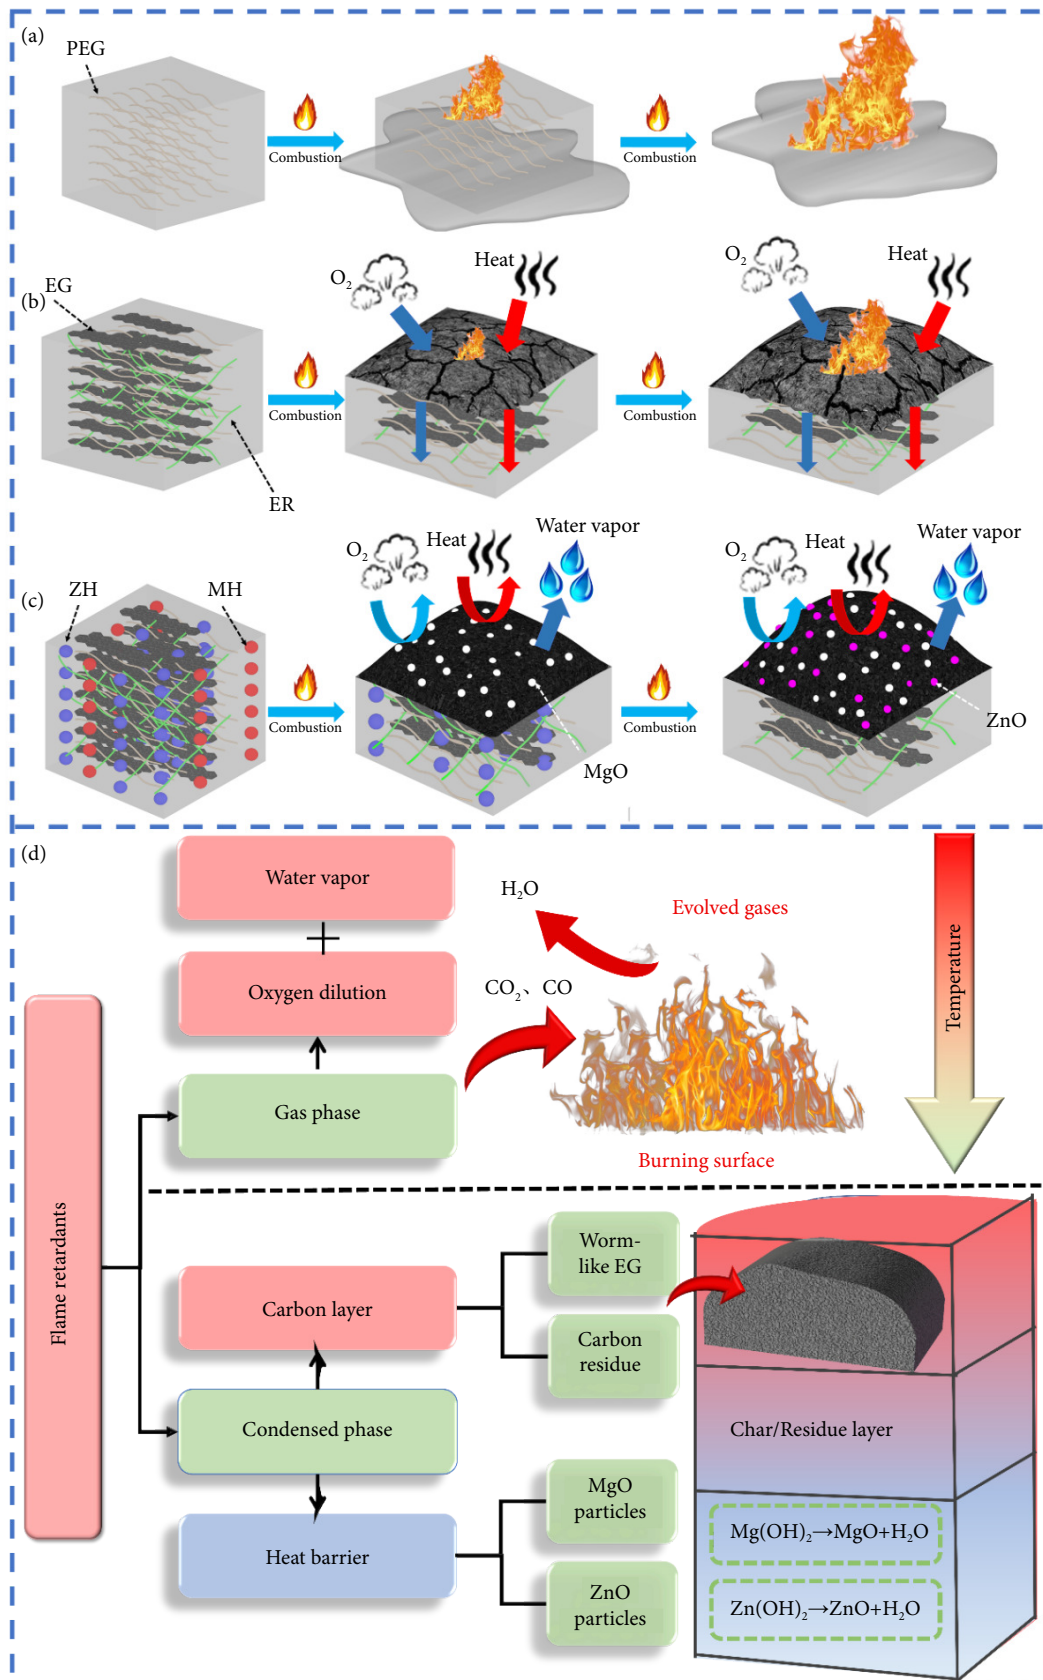 (a)
PEG
Combustion
Combustion
(b)
EG
O₂
Heat
O₂
Heat
Combustion
Combustion
ER
(c)
ZH
MH
O₂
Heat
Water vapor
O₂
Heat
Water vapor
Combustion
Combustion
MgO
ZnO
(d)
Water vapor
+
Oxygen dilution
Gas phase
H₂O
Evolved gases
CO₂、CO
Burning surface
Temperature
Flame retardants
Carbon layer
Condensed phase
Heat barrier
Worm-
like EG
Carbon
residue
MgO
particles
ZnO
particles
Char/Residue layer
Mg(OH)₂→MgO+H₂O
Zn(OH)₂→ZnO+H₂O